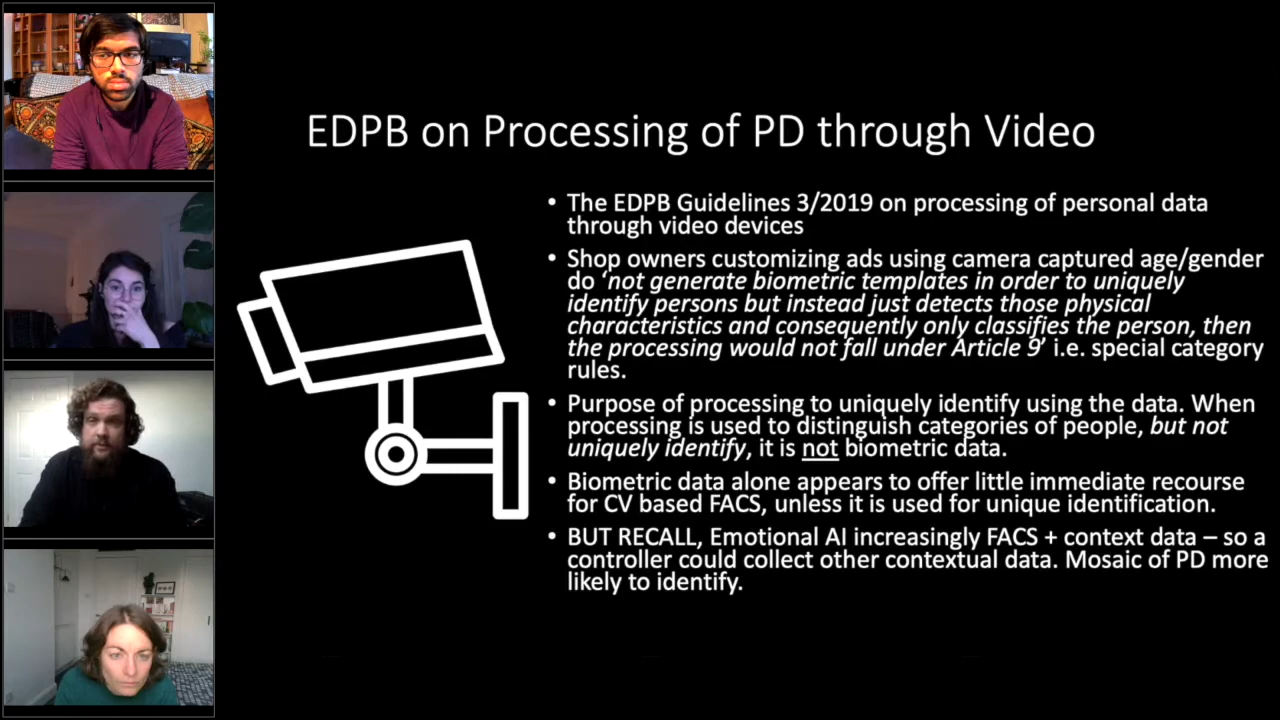 EDPB on Processing of PD through Video
• The EDPB Guidelines 3/2019 on processing of personal data
through video devices
• Shop owners customizing ads using camera captured age/gender
do ‘not generate biometric templates in order to uniquely
identify persons but instead just detects those physical
characteristics and consequently only classifies the person, then
the processing would not fall under Article 9’ i.e. special category
rules.
• Purpose of processing to uniquely identify using the data. When
processing is used to distinguish categories of people, but not
uniquely identify, it is not biometric data.
• Biometric data alone appears to offer little immediate recourse
for CV based FACS, unless it is used for unique identification.
• BUT RECALL, Emotional AI increasingly FACS + context data – so a
controller could collect other contextual data. Mosaic of PD more
likely to identify.